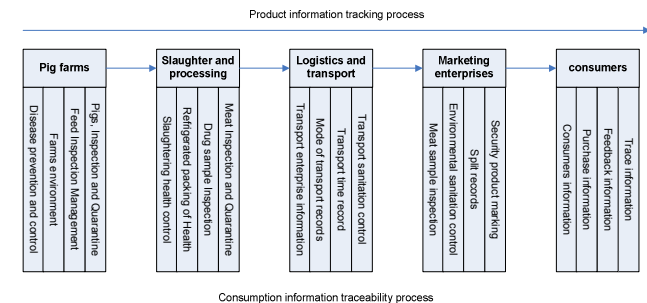 Product information tracking process
Pig farms
Disease prevention and control
Farms environment
Feed Inspection Management
Pigs, Inspection and Quarantine
Slaughter and
processing
Slaughtering health control
Refrigerated packing of Health
Drug sample Inspection
Meat Inspection and Quarantine
Logistics and
transport
Transport enterprise information
Mode of transport records
Transport time record
Transport sanitation control
Marketing
enterprises
Meat sample inspection
Environmental sanitation control
Split records
Security product marking
consumers
Consumers information
Purchase information
Feedback information
Trace information
Consumption information traceability process